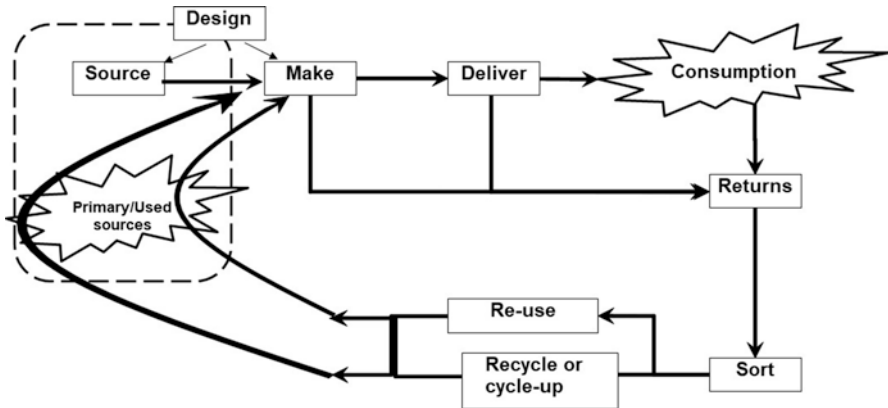 Design
Source
Make
Deliver
Consumption
Primary/Used
sources
Returns
Re-use
Recycle or
cycle-up
Sort